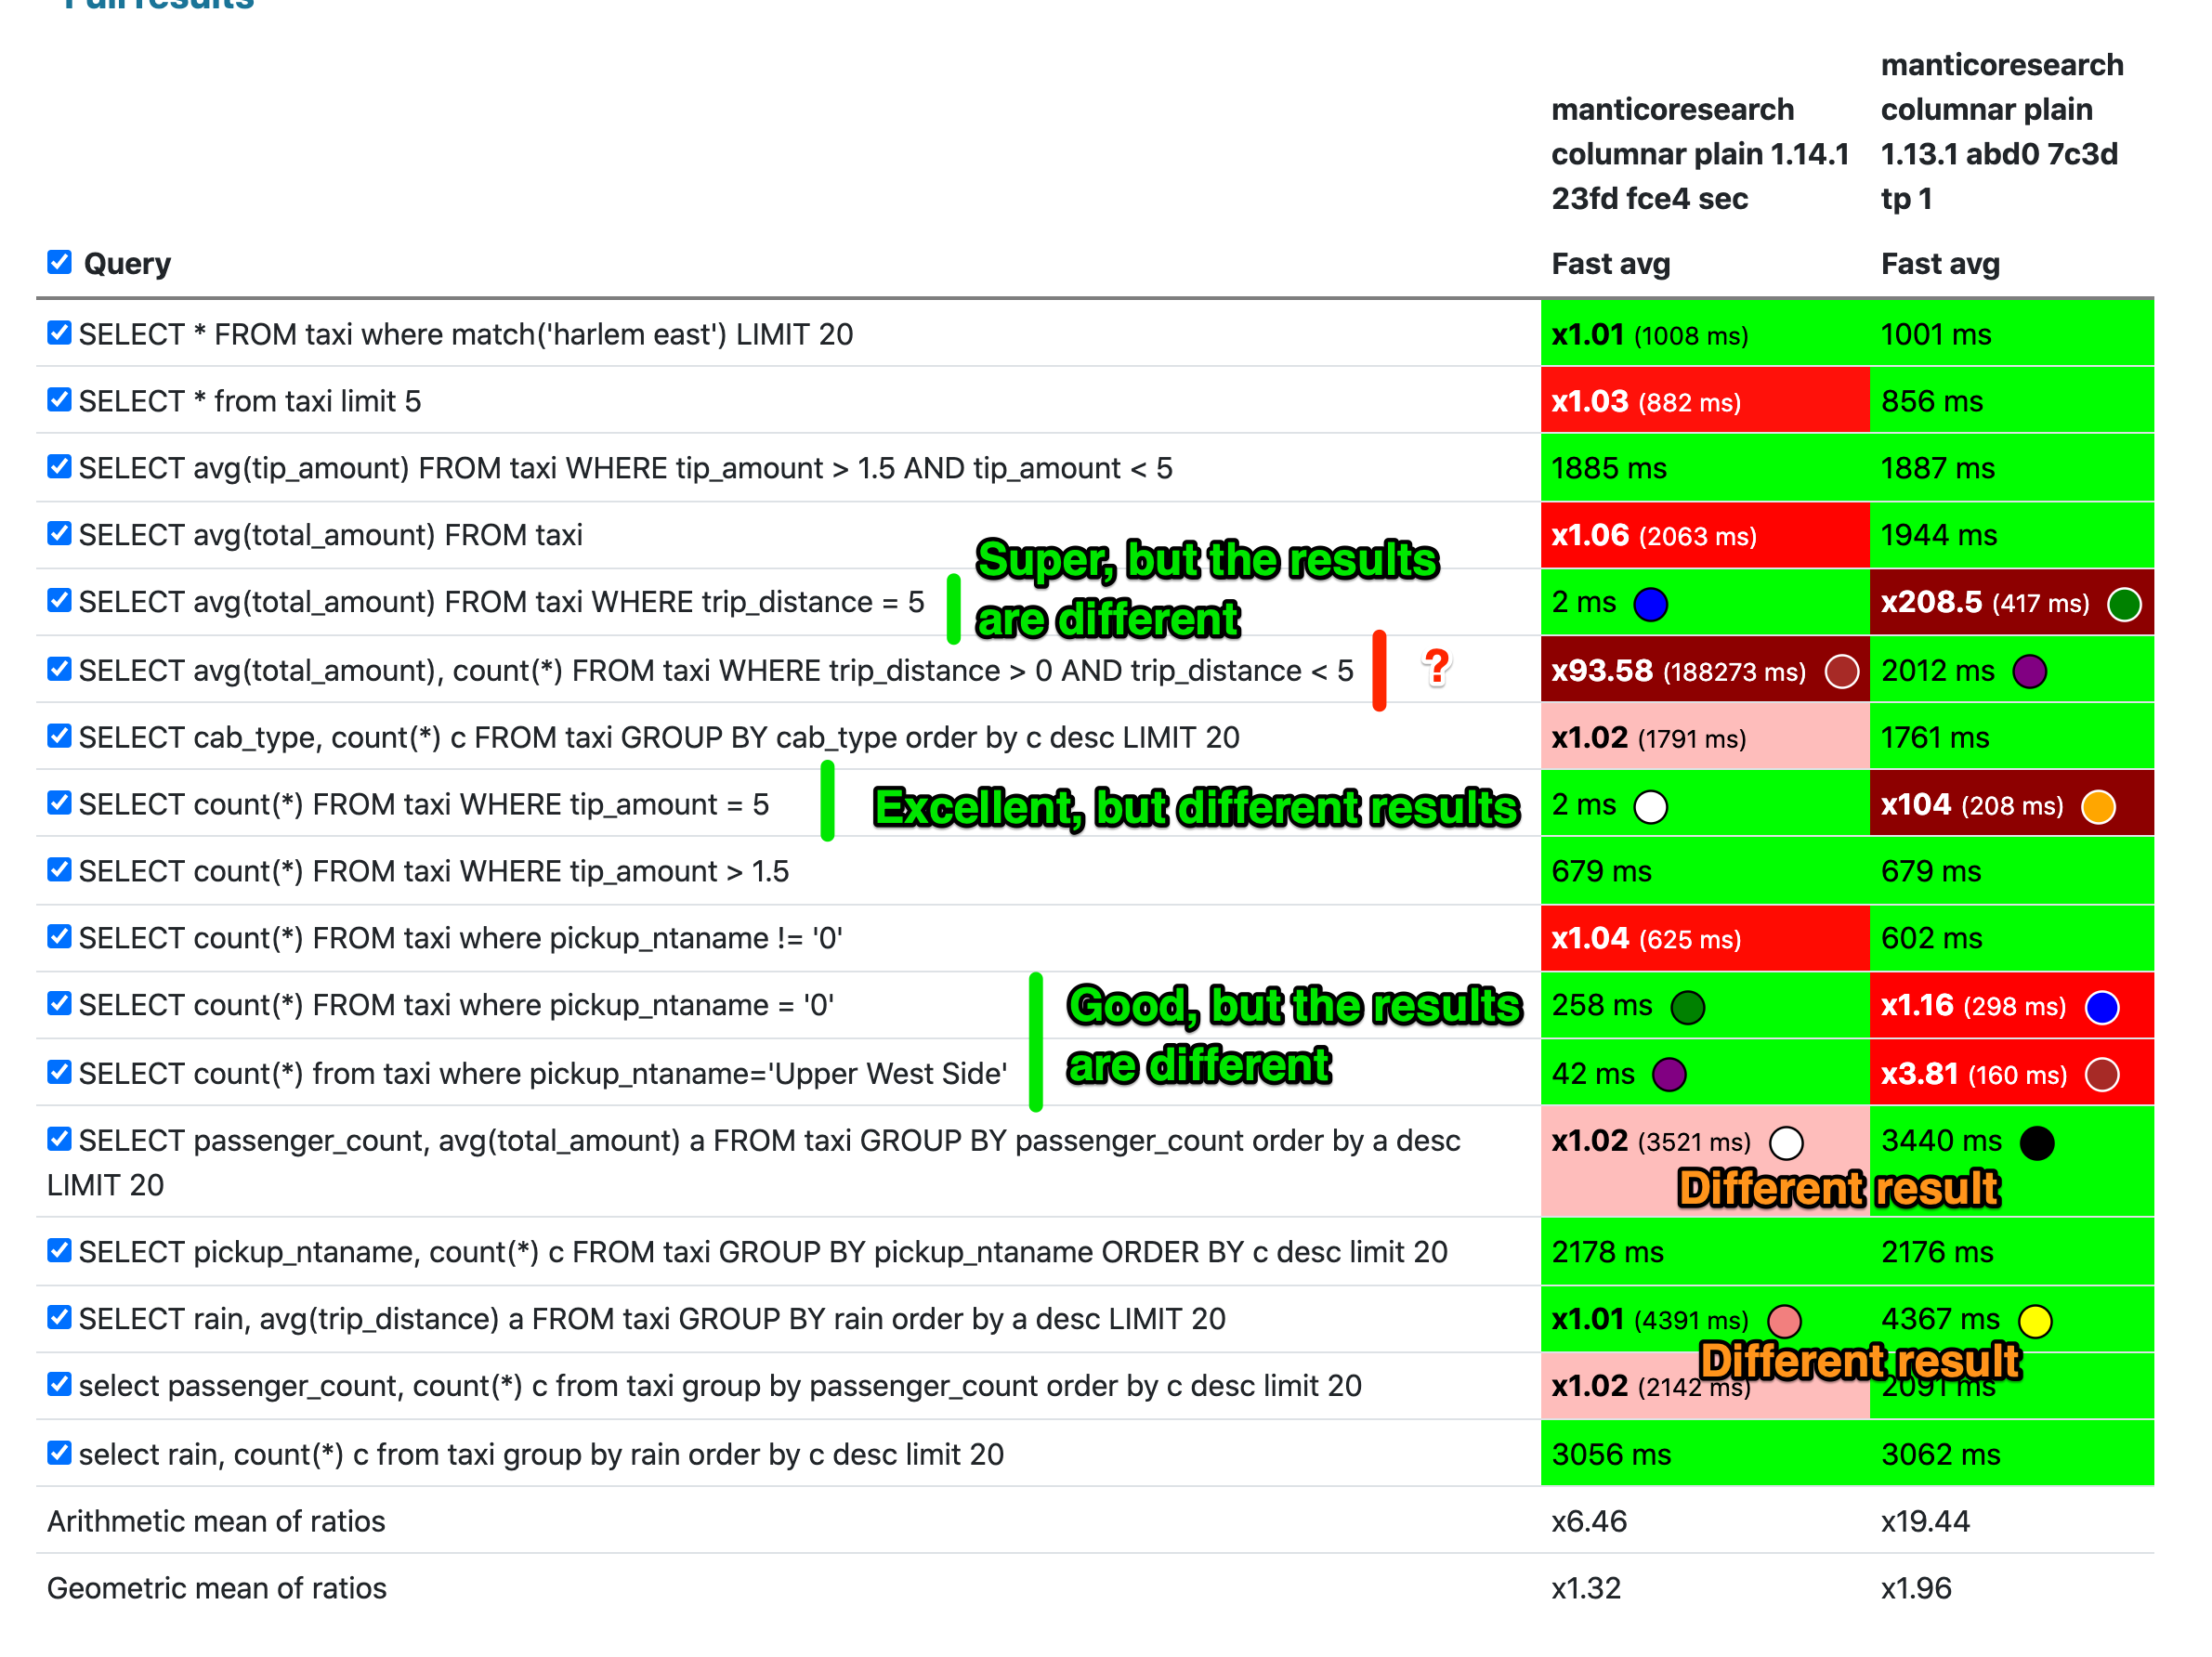 Full results
manticoresearch columnar plain 1.14.1 23fd fce4 sec
manticoresearch columnar plain 1.13.1 abd0 7c3d tp 1
Query Fast avg Fast avg
SELECT * FROM taxi where match('harlem east') LIMIT 20 x1.01 (1008 ms) 1001 ms
SELECT * from taxi limit 5 x1.03 (882 ms) 856 ms
SELECT avg(tip_amount) FROM taxi WHERE tip_amount > 1.5 AND tip_amount < 5 1885 ms 1887 ms
SELECT avg(total_amount) FROM taxi x1.06 (2063 ms) 1944 ms
Super, but the results
are different
SELECT avg(total_amount) FROM taxi WHERE trip_distance = 5 2 ms x208.5 (417 ms)
SELECT avg(total_amount), count(*) FROM taxi WHERE trip_distance > 0 AND trip_distance < 5 ? x93.58 (188273 ms) 2012 ms
SELECT cab_type, count(*) c FROM taxi GROUP BY cab_type order by c desc LIMIT 20 x1.02 (1791 ms) 1761 ms
SELECT count(*) FROM taxi WHERE tip_amount = 5 Excellent, but different results 2 ms x104 (208 ms)
SELECT count(*) FROM taxi WHERE tip_amount > 1.5 679 ms 679 ms
SELECT count(*) FROM taxi where pickup_ntaname != '0' x1.04 (625 ms) 602 ms
SELECT count(*) FROM taxi where pickup_ntaname = '0' 258 ms x1.16 (298 ms)
Good, but the results
are different
SELECT count(*) from taxi where pickup_ntaname='Upper West Side' 42 ms x3.81 (160 ms)
SELECT passenger_count, avg(total_amount) a FROM taxi GROUP BY passenger_count order by a desc x1.02 (3521 ms) 3440 ms
LIMIT 20 Different result
SELECT pickup_ntaname, count(*) c FROM taxi GROUP BY pickup_ntaname ORDER BY c desc limit 20 2178 ms 2176 ms
SELECT rain, avg(trip_distance) a FROM taxi GROUP BY rain order by a desc LIMIT 20 x1.01 (4391 ms) 4367 ms
Different result
select passenger_count, count(*) c from taxi group by passenger_count order by c desc limit 20 x1.02 (2142 ms) 2091 ms
select rain, count(*) c from taxi group by rain order by c desc limit 20 3056 ms 3062 ms
Arithmetic mean of ratios x6.46 x19.44
Geometric mean of ratios x1.32 x1.96